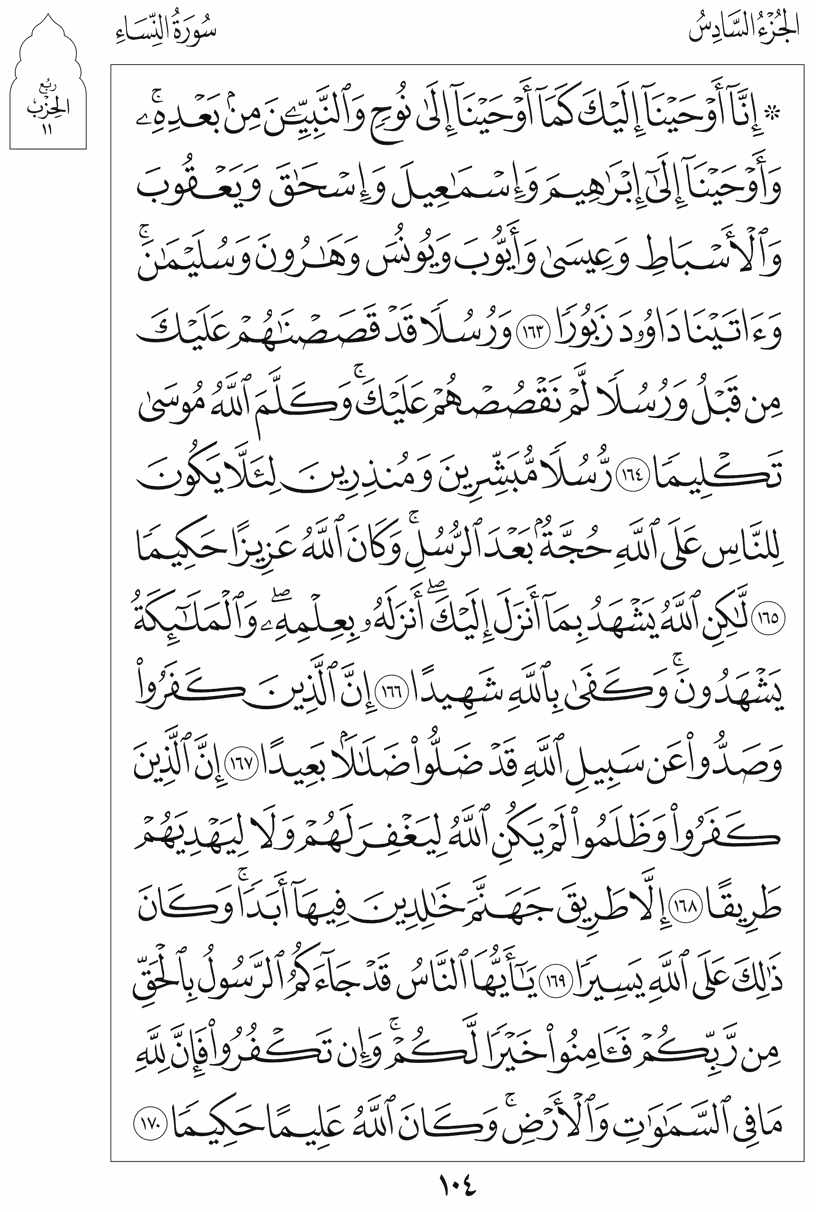 الجُزْءُ السَّادِسُ
سُورَةُ النِّسَاءِ
رُبع
الحِزْب
١١
* إِنَّآ أَوْحَيْنَآ إِلَيْكَ كَمَآ أَوْحَيْنَآ إِلَىٰ نُوحٍ وَٱلنَّبِيِّـۧنَ مِنۢ بَعْدِهِۦۚ
وَأَوْحَيْنَآ إِلَىٰٓ إِبْرَٰهِيمَ وَإِسْمَـٰعِيلَ وَإِسْحَـٰقَ وَيَعْقُوبَ
وَٱلْأَسْبَاطِ وَعِيسَىٰ وَأَيُّوبَ وَيُونُسَ وَهَـٰرُونَ وَسُلَيْمَـٰنَۚ
وَءَاتَيْنَا دَاوُۥدَ زَبُورًا ١٦٣ وَرُسُلًا قَدْ قَصَصْنَـٰهُمْ عَلَيْكَ
مِن قَبْلُ وَرُسُلًا لَّمْ نَقْصُصْهُمْ عَلَيْكَۚ وَكَلَّمَ ٱللَّهُ مُوسَىٰ
تَكْلِيمًا ١٦٤ رُّسُلًا مُّبَشِّرِينَ وَمُنذِرِينَ لِئَلَّا يَكُونَ
لِلنَّاسِ عَلَى ٱللَّهِ حُجَّةٌۢ بَعْدَ ٱلرُّسُلِۚ وَكَانَ ٱللَّهُ عَزِيزًا حَكِيمًا
١٦٥ لَّـٰكِنِ ٱللَّهُ يَشْهَدُ بِمَآ أَنزَلَ إِلَيْكَۖ أَنزَلَهُۥ بِعِلْمِهِۦۖ وَٱلْمَلَـٰٓئِكَةُ
يَشْهَدُونَۚ وَكَفَىٰ بِٱللَّهِ شَهِيدًا ١٦٦ إِنَّ ٱلَّذِينَ كَفَرُوا۟
وَصَدُّوا۟ عَن سَبِيلِ ٱللَّهِ قَدْ ضَلُّوا۟ ضَلَـٰلًۢا بَعِيدًا ١٦٧ إِنَّ ٱلَّذِينَ
كَفَرُوا۟ وَظَلَمُوا۟ لَمْ يَكُنِ ٱللَّهُ لِيَغْفِرَ لَهُمْ وَلَا لِيَهْدِيَهُمْ
طَرِيقًا ١٦٨ إِلَّا طَرِيقَ جَهَنَّمَ خَـٰلِدِينَ فِيهَآ أَبَدًاۚ وَكَانَ
ذَٰلِكَ عَلَى ٱللَّهِ يَسِيرًا ١٦٩ يَـٰٓأَيُّهَا ٱلنَّاسُ قَدْ جَآءَكُمُ ٱلرَّسُولُ بِٱلْحَقِّ
مِن رَّبِّكُمْ فَـَٔامِنُوا۟ خَيْرًا لَّكُمْۚ وَإِن تَكْفُرُوا۟ فَإِنَّ لِلَّهِ
مَا فِى ٱلسَّمَـٰوَٰتِ وَٱلْأَرْضِۚ وَكَانَ ٱللَّهُ عَلِيمًا حَكِيمًا ١٧٠
١٠٤